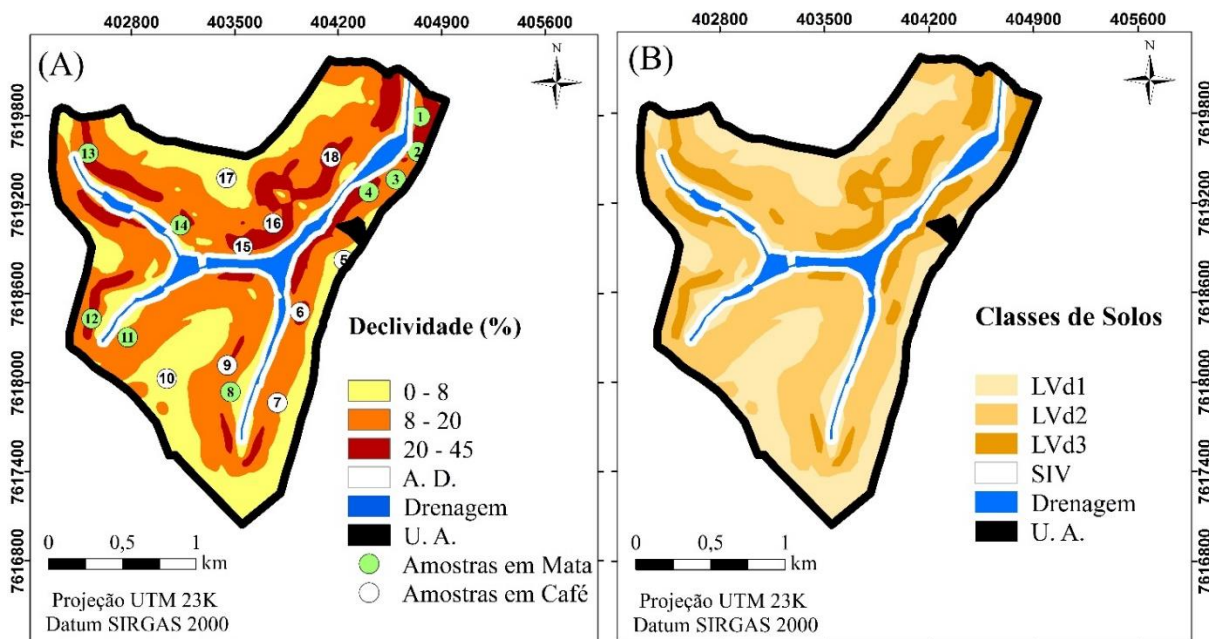 402800 403500 404200 404900 405600
(A)
N
7619800
7619200
7618600
7618000
7617400
7616800
1
2
3
4
5
6
7
8
9
10
11
12
13
14
15
16
17
18
Declividade (%)
0 - 8
8 - 20
20 - 45
A. D.
Drenagem
U. A.
Amostras em Mata
Amostras em Café
0 0,5 1
km
Projeção UTM 23K
Datum SIRGAS 2000
402800 403500 404200 404900 405600
(B)
N
7619800
7619200
7618600
7618000
7617400
7616800
Classes de Solos
LVd1
LVd2
LVd3
SIV
Drenagem
U. A.
0 0,5 1
km
Projeção UTM 23K
Datum SIRGAS 2000